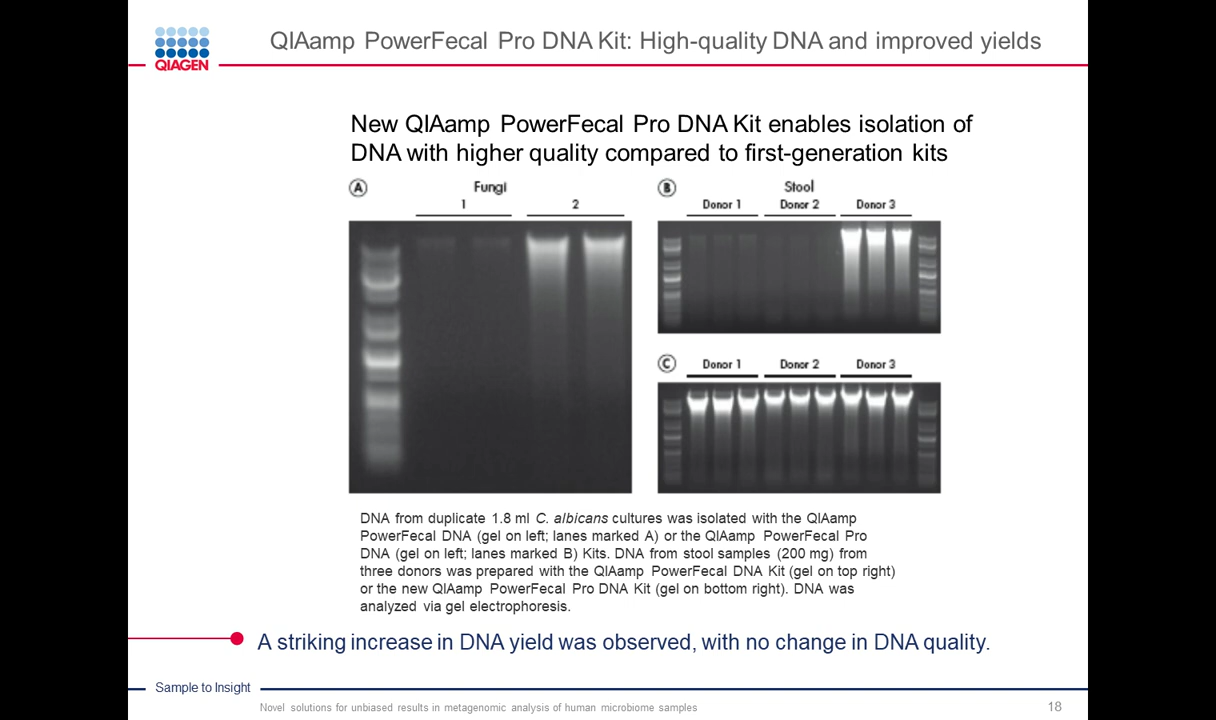 QIAGEN
QIAamp PowerFecal Pro DNA Kit: High-quality DNA and improved yields
New QIAamp PowerFecal Pro DNA Kit enables isolation of
DNA with higher quality compared to first-generation kits
A
Fungi
1
2
B
Stool
Donor 1
Donor 2
Donor 3
C
Donor 1
Donor 2
Donor 3
DNA from duplicate 1.8 ml C. albicans cultures was isolated with the QIAamp
PowerFecal DNA (gel on left; lanes marked A) or the QIAamp PowerFecal Pro
DNA (gel on left; lanes marked B) Kits. DNA from stool samples (200 mg) from
three donors was prepared with the QIAamp PowerFecal DNA Kit (gel on top right)
or the new QIAamp PowerFecal Pro DNA Kit (gel on bottom right). DNA was
analyzed via gel electrophoresis.
A striking increase in DNA yield was observed, with no change in DNA quality.
Sample to Insight
Novel solutions for unbiased results in metagenomic analysis of human microbiome samples
18